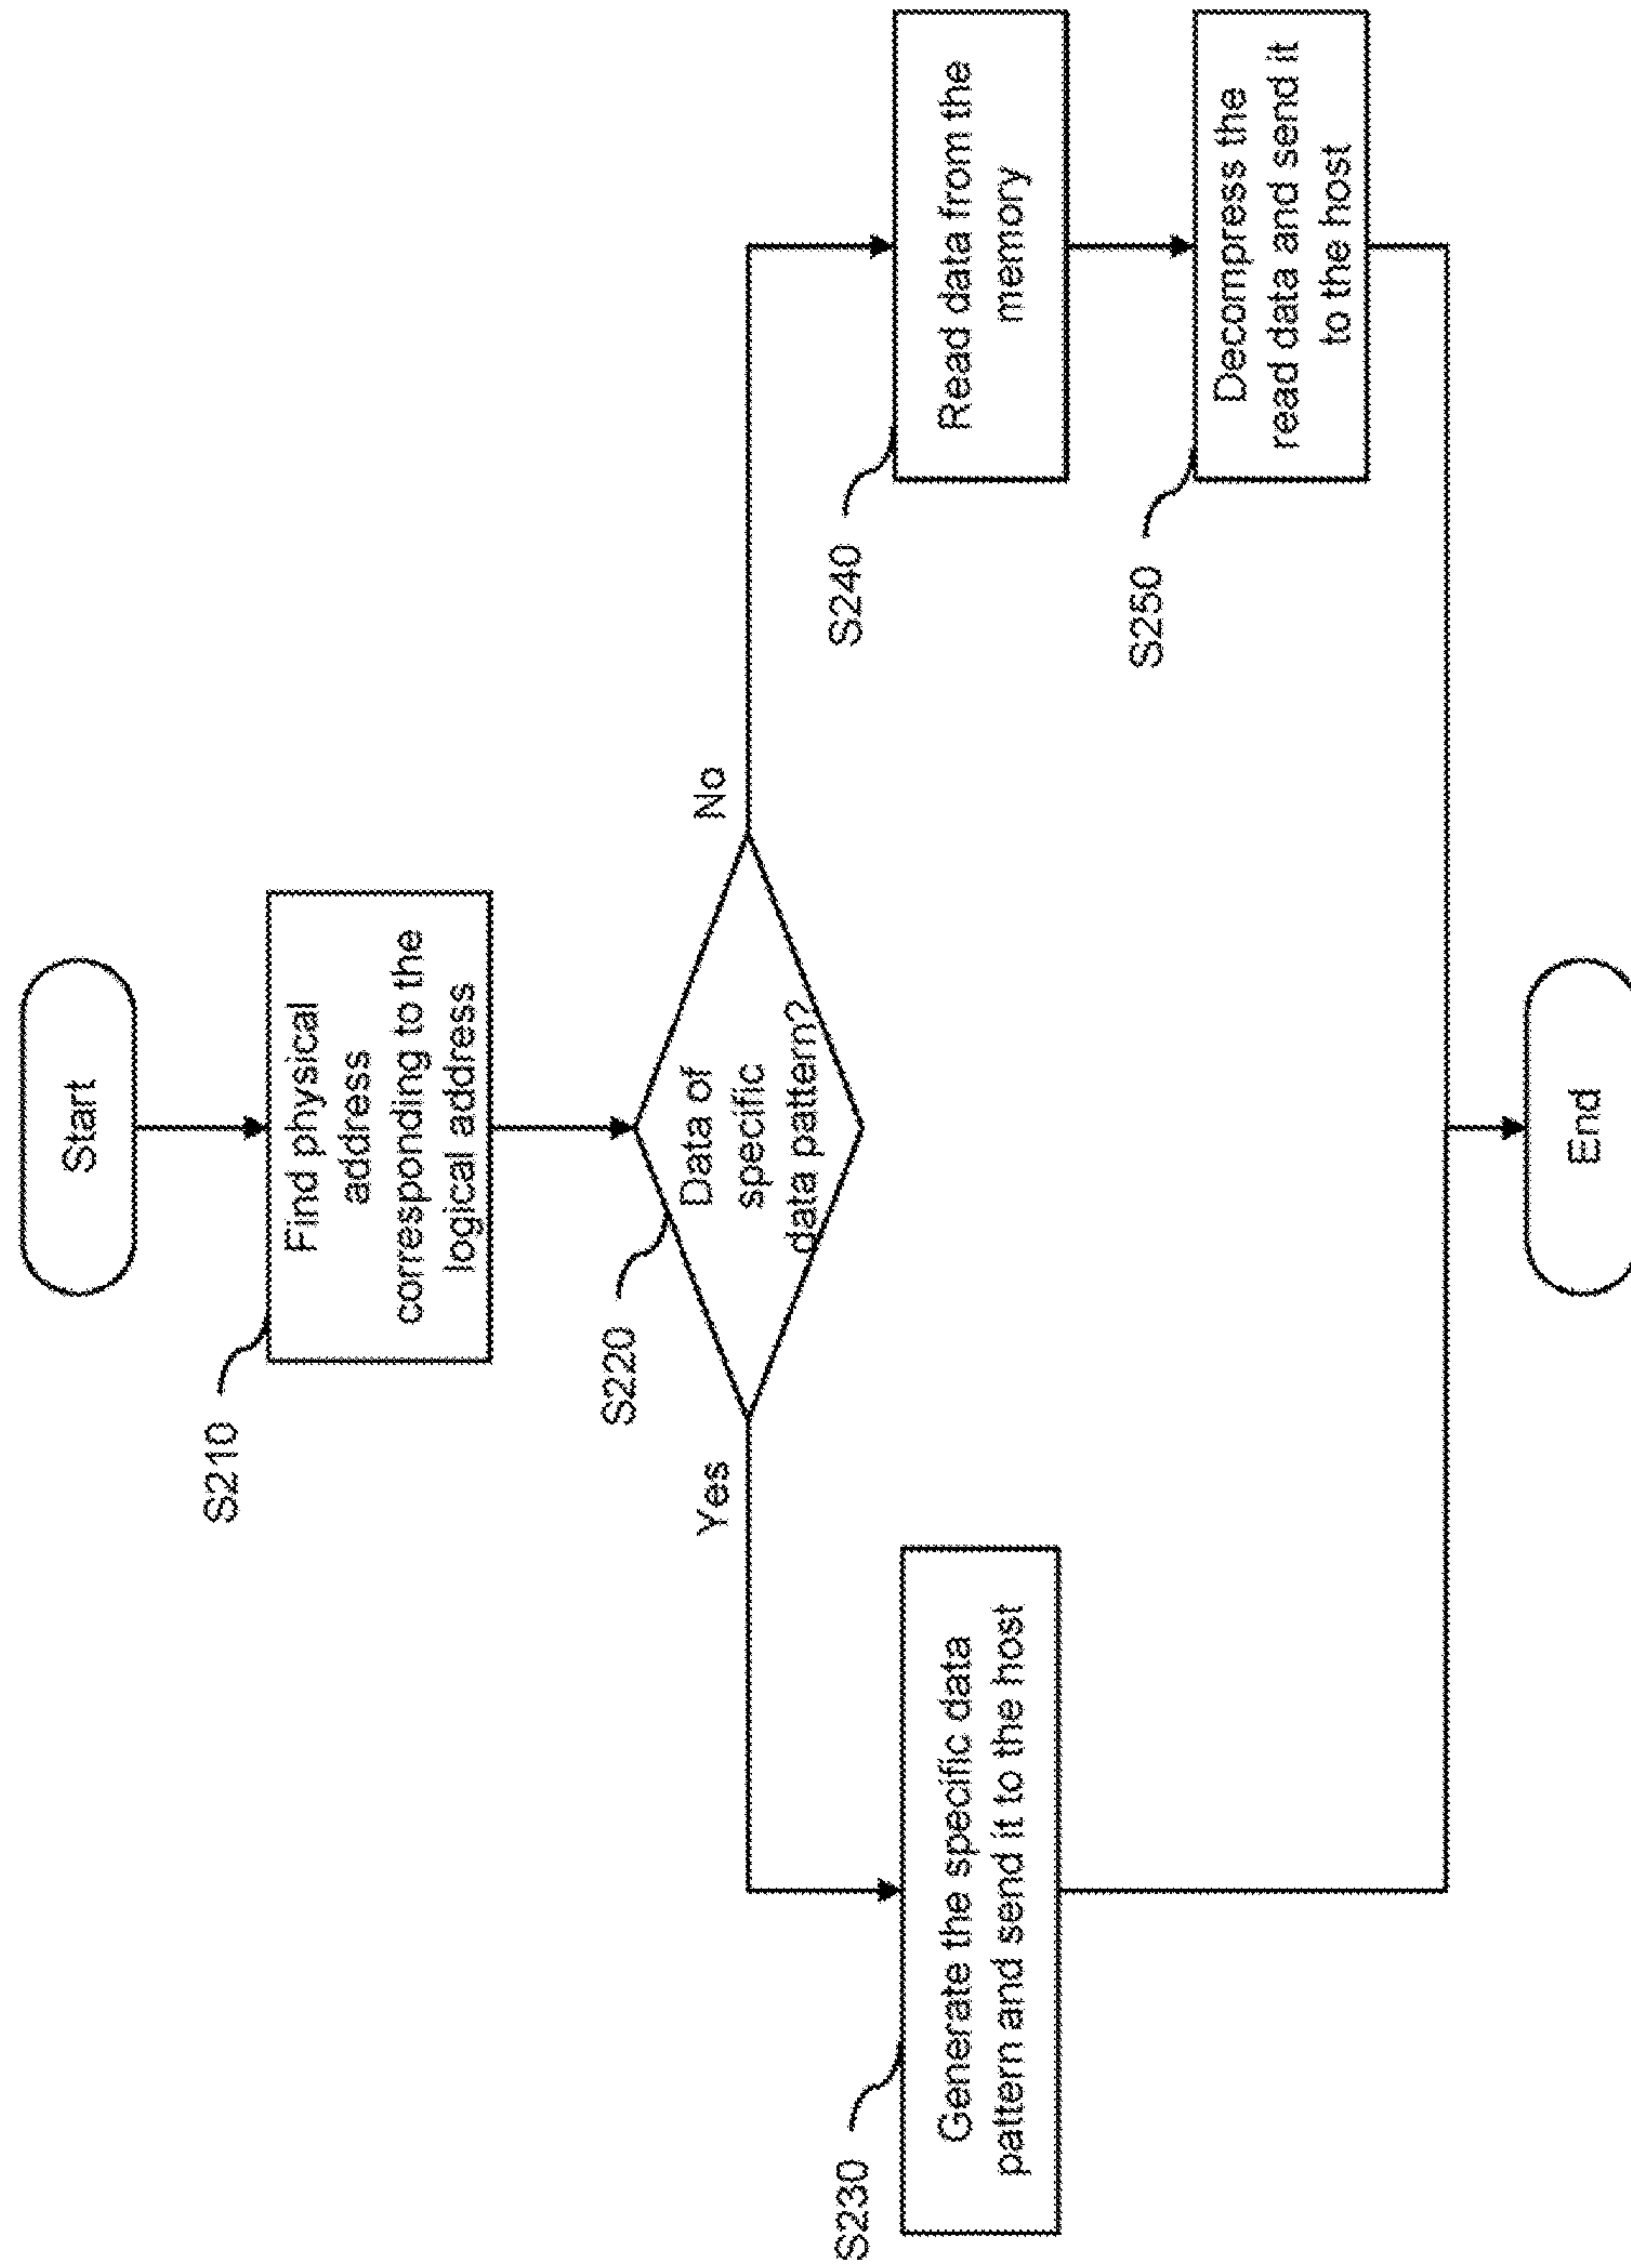 Start
S210
Find physical
address
corresponding to the
logical address
S220
Data of
specific
data pattern?
Yes
No
S230
Generate the specific data
pattern and send it to the host
S240
Read data from the
memory
S250
Decompress the
read data and send it
to the host
End